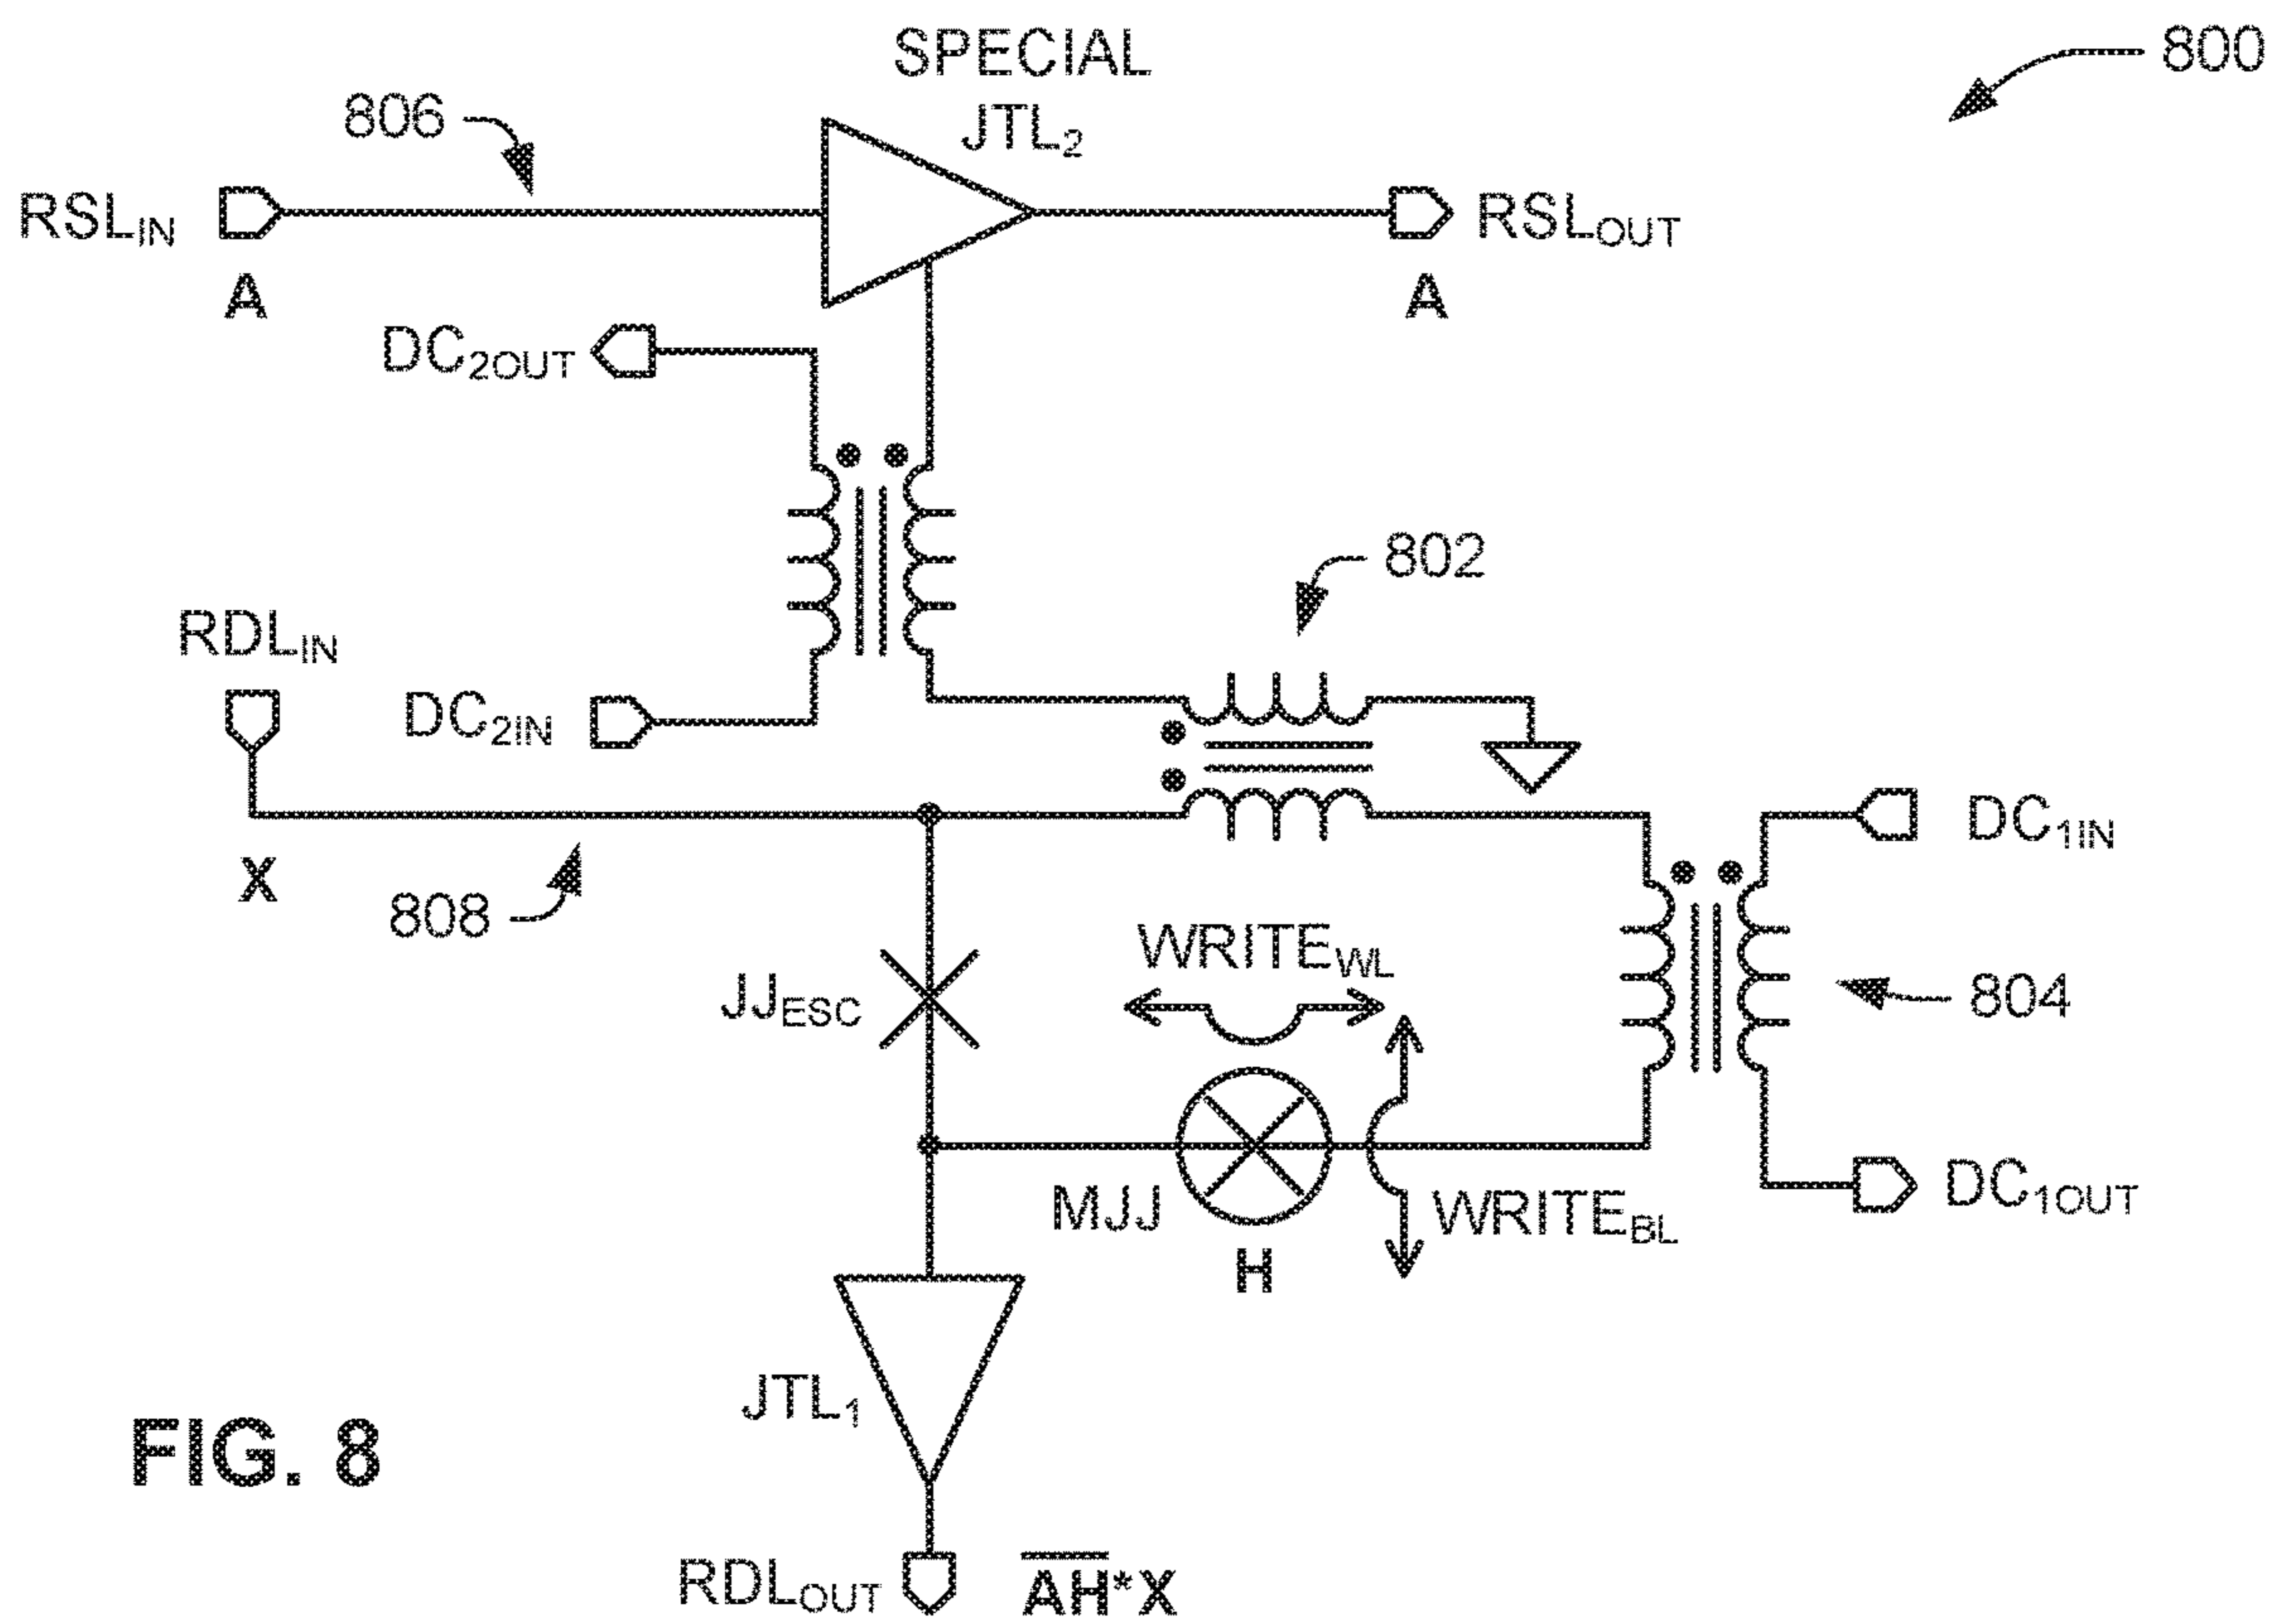 SPECIAL
JTL2
800
806
RSLIN
RSLOUT
A
A
DC2OUT
802
RDLIN
DC2IN
DC1IN
X
808
WRITEWL
JJESC
804
MJJ
WRITEBL
DC1OUT
H
JTL1
FIG. 8
RDLOUT
A̅H̅*X